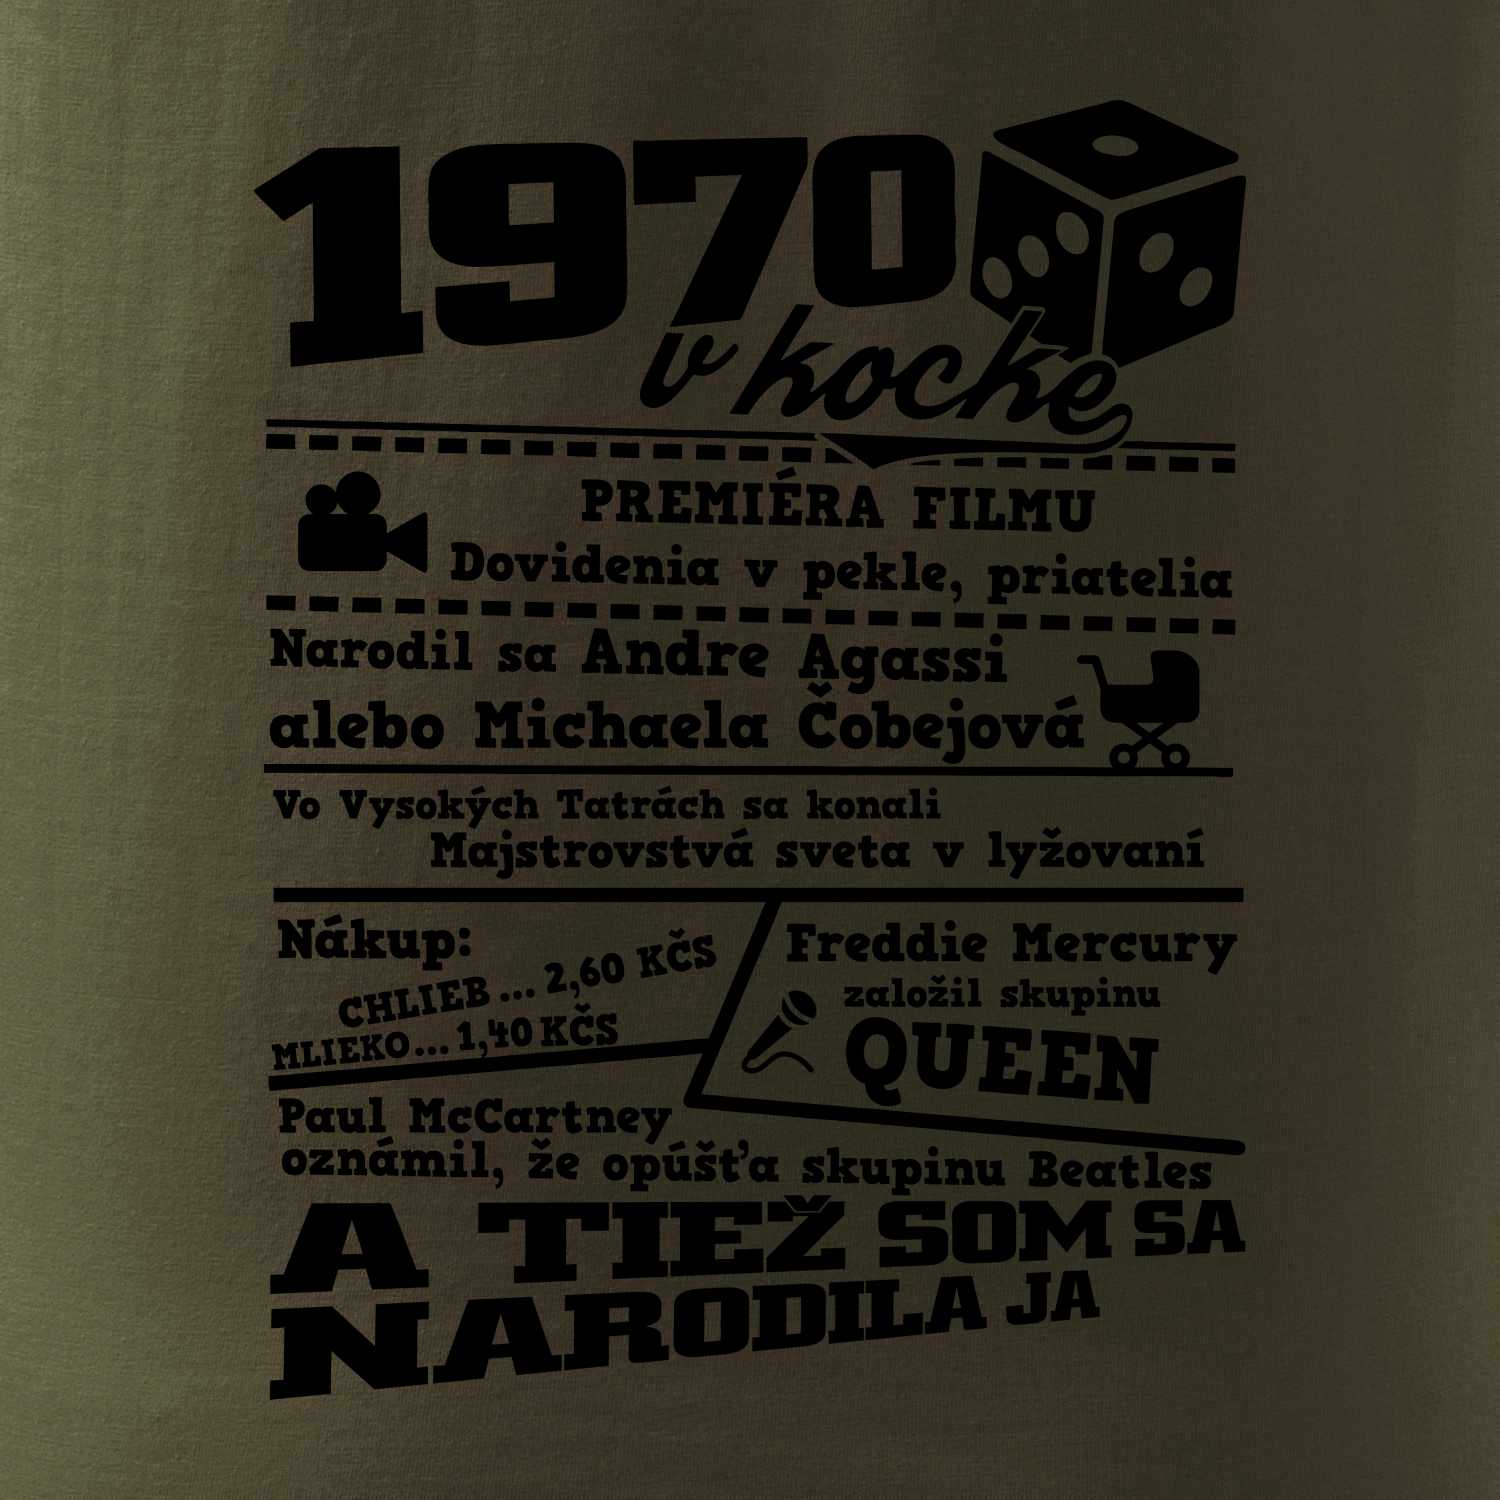 1970
v kocke
PREMIÉRA FILMU
Dovidenia v pekle, priatelia
Narodil sa Andre Agassi
alebo Michaela Čobejová
Vo Vysokých Tatrách sa konali
Majstrovstvá sveta v lyžovaní
Nákup:
CHLIEB ... 2,60 KČS
MLIEKO ... 1,40 KČS
Freddie Mercury
založil skupinu
QUEEN
Paul McCartney
oznámil, že opúšťa skupinu Beatles
A TIEŽ SOM SA
NARODILA JA